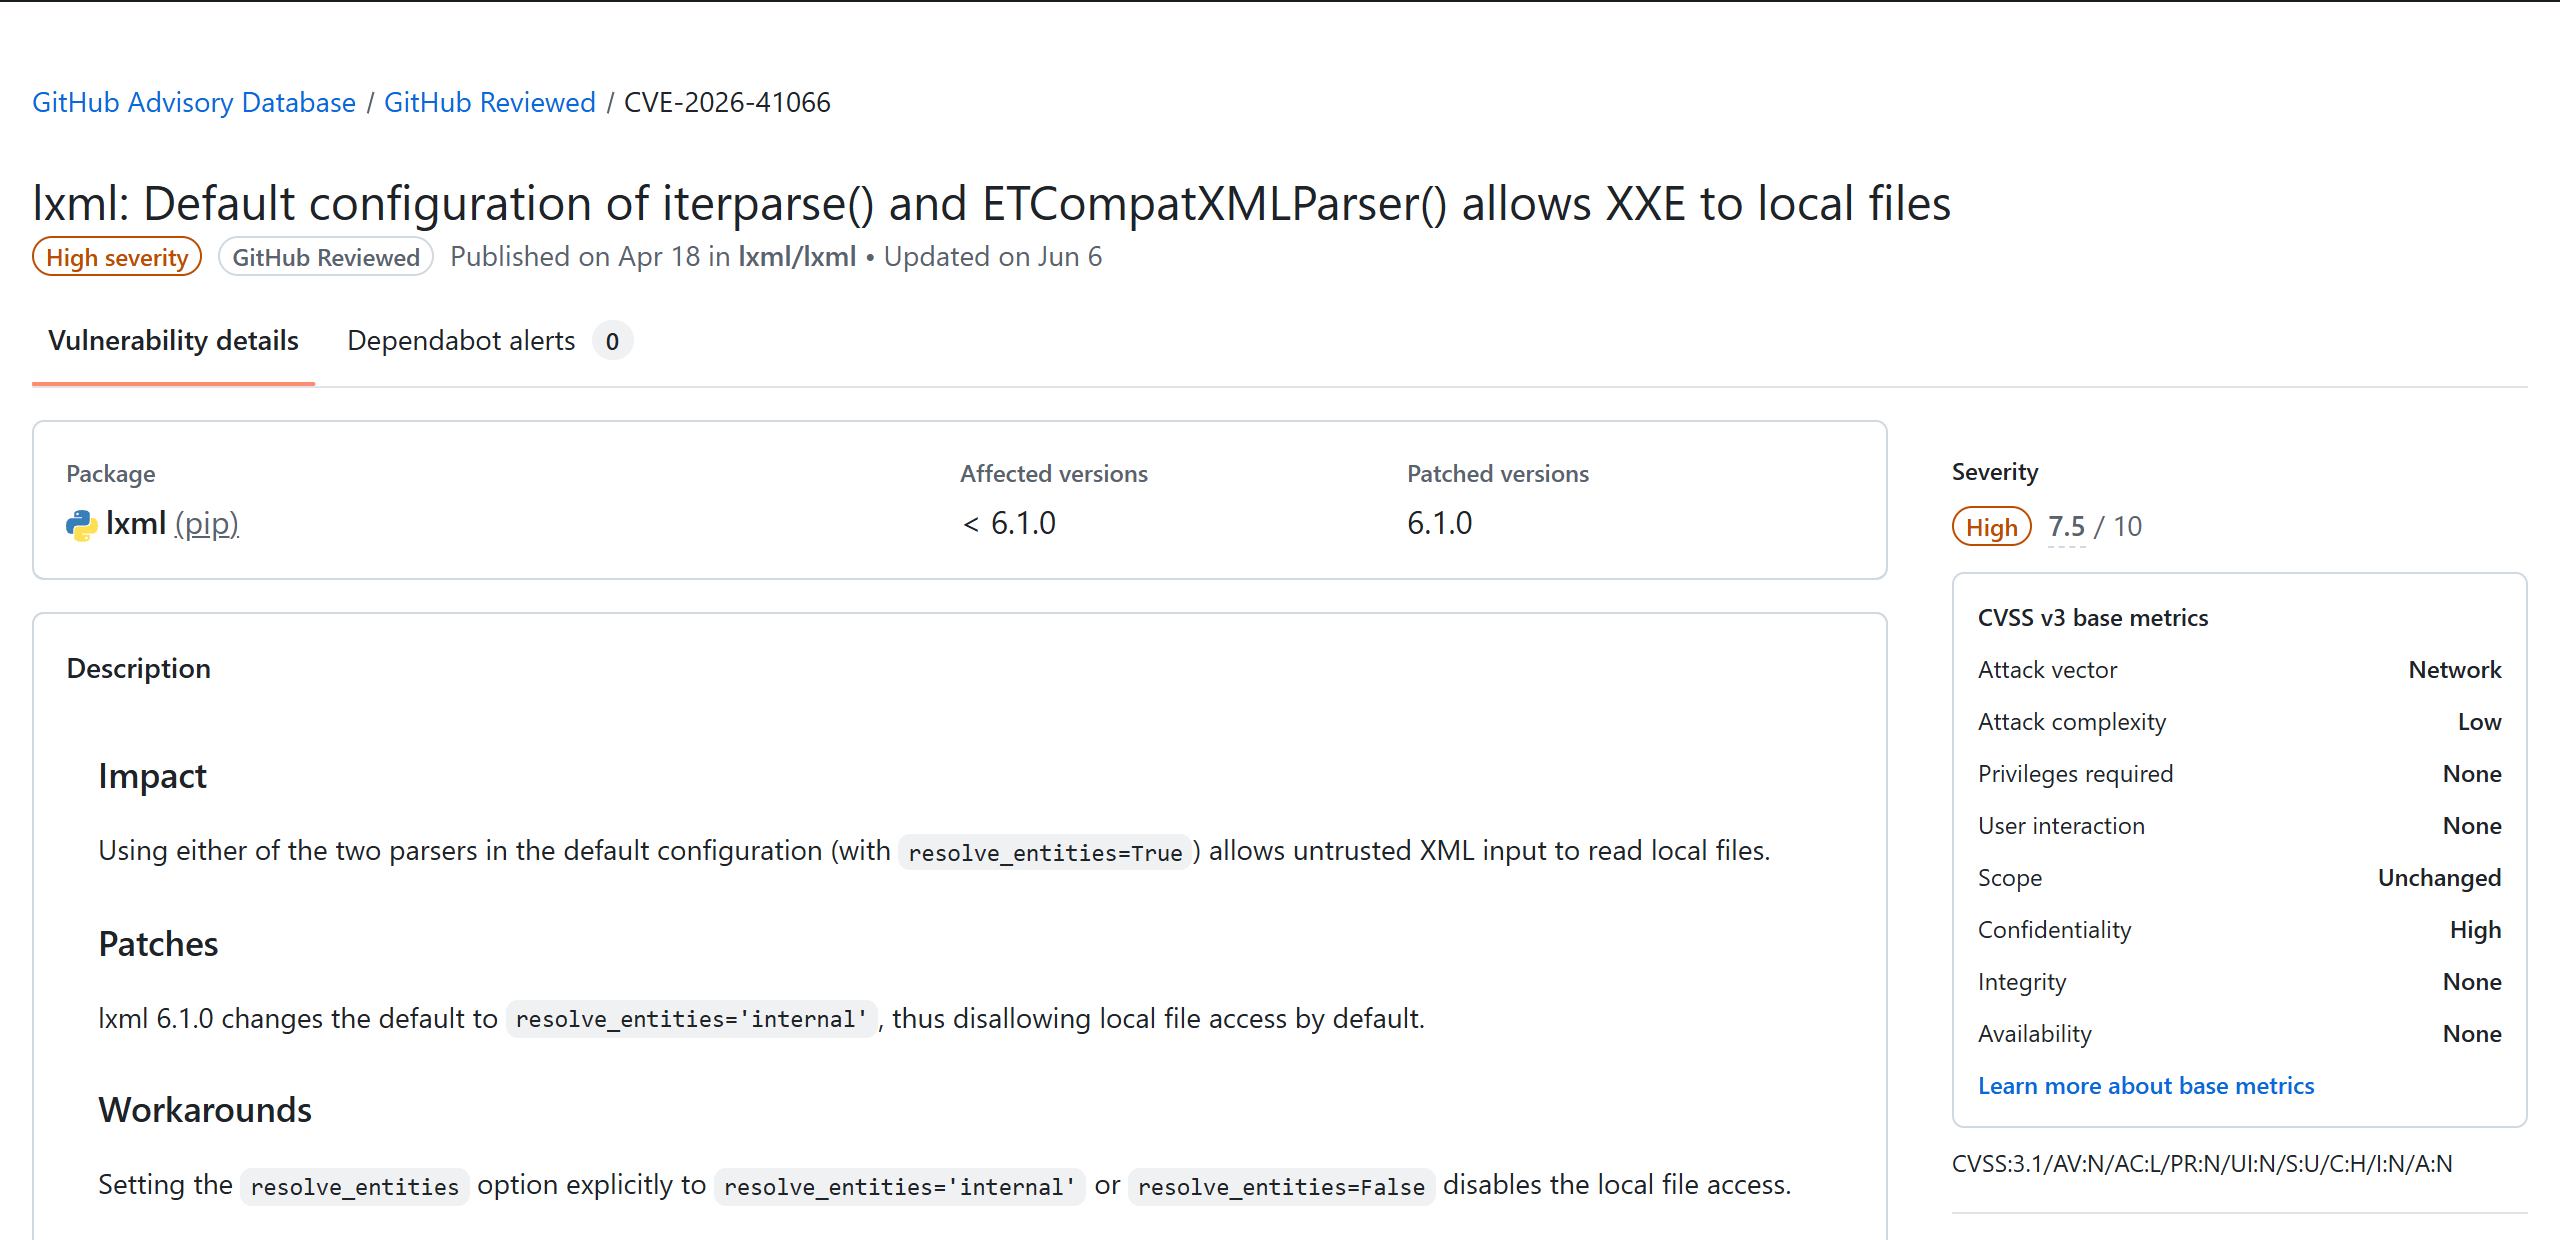 GitHub Advisory Database / GitHub Reviewed / CVE-2026-41066
lxml: Default configuration of iterparse() and ETCompatXMLParser() allows XXE to local files
High severity GitHub Reviewed Published on Apr 18 in lxml/lxml • Updated on Jun 6
Vulnerability details Dependabot alerts 0
Package Affected versions Patched versions
lxml (pip) < 6.1.0 6.1.0
Description
Impact
Using either of the two parsers in the default configuration (with resolve_entities=True) allows untrusted XML input to read local files.
Patches
lxml 6.1.0 changes the default to resolve_entities='internal', thus disallowing local file access by default.
Workarounds
Setting the resolve_entities option explicitly to resolve_entities='internal' or resolve_entities=False disables the local file access.
Severity
High 7.5 / 10
CVSS v3 base metrics
Attack vector Network
Attack complexity Low
Privileges required None
User interaction None
Scope Unchanged
Confidentiality High
Integrity None
Availability None
Learn more about base metrics
CVSS:3.1/AV:N/AC:L/PR:N/UI:N/S:U/C:H/I:N/A:N